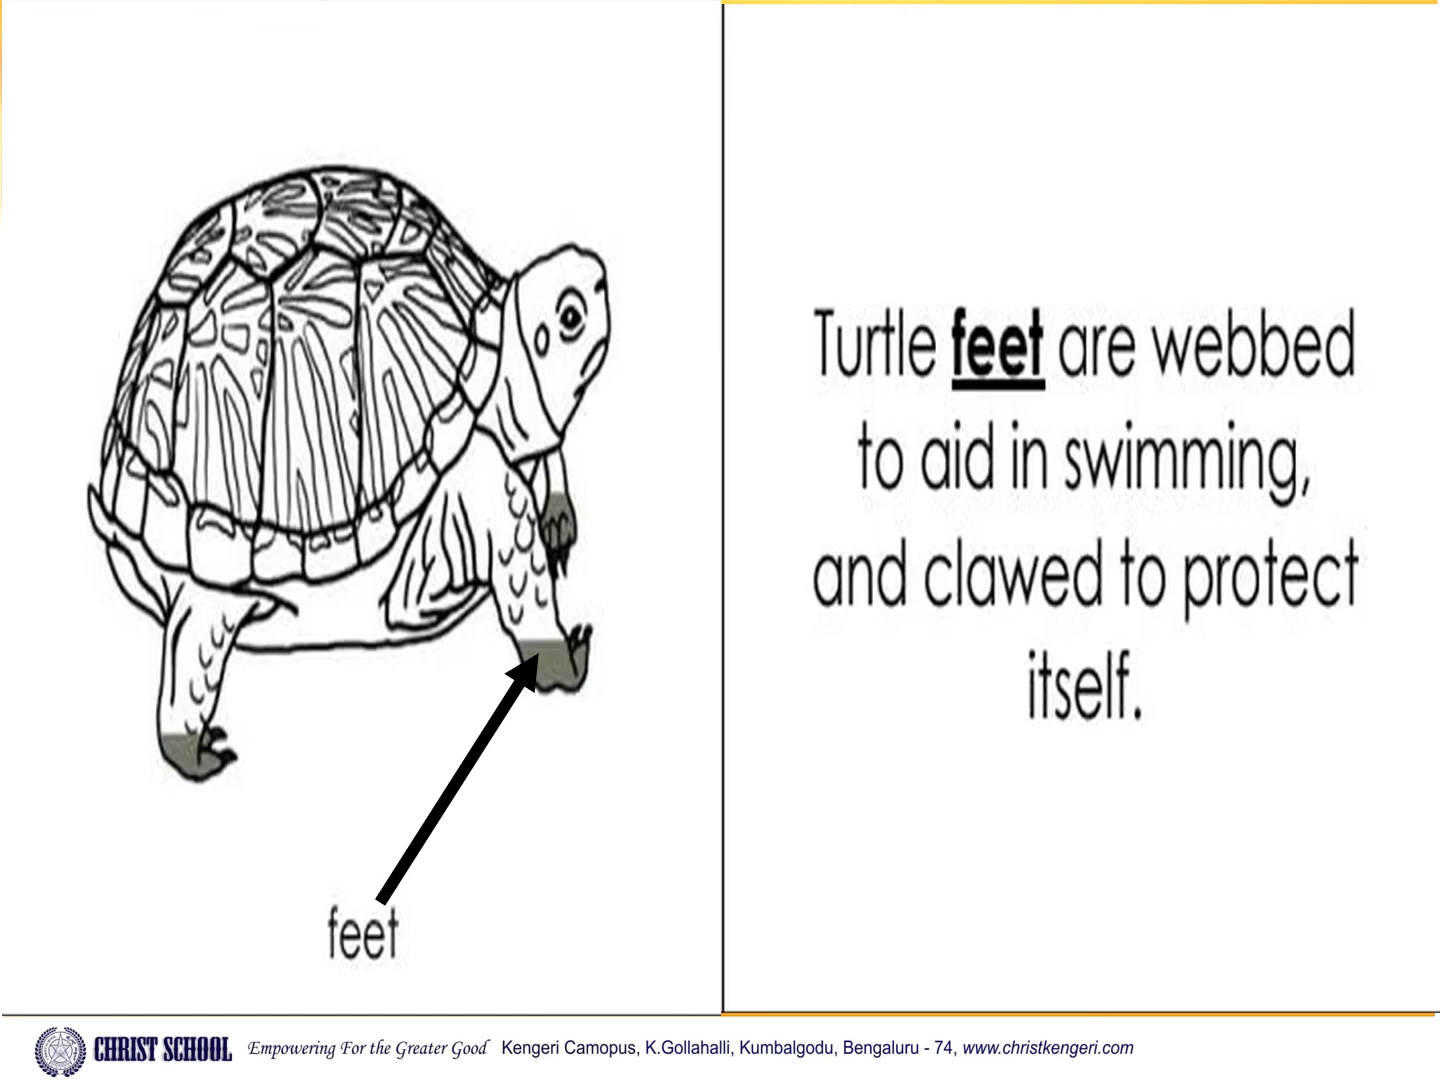 Turtle feet are webbed
to aid in swimming,
and clawed to protect
itself.
feet
CHRIST SCHOOL Empowering For the Greater Good Kengeri Camopus, K.Gollahalli, Kumbalgodu, Bengaluru - 74, www.christkengeri.com